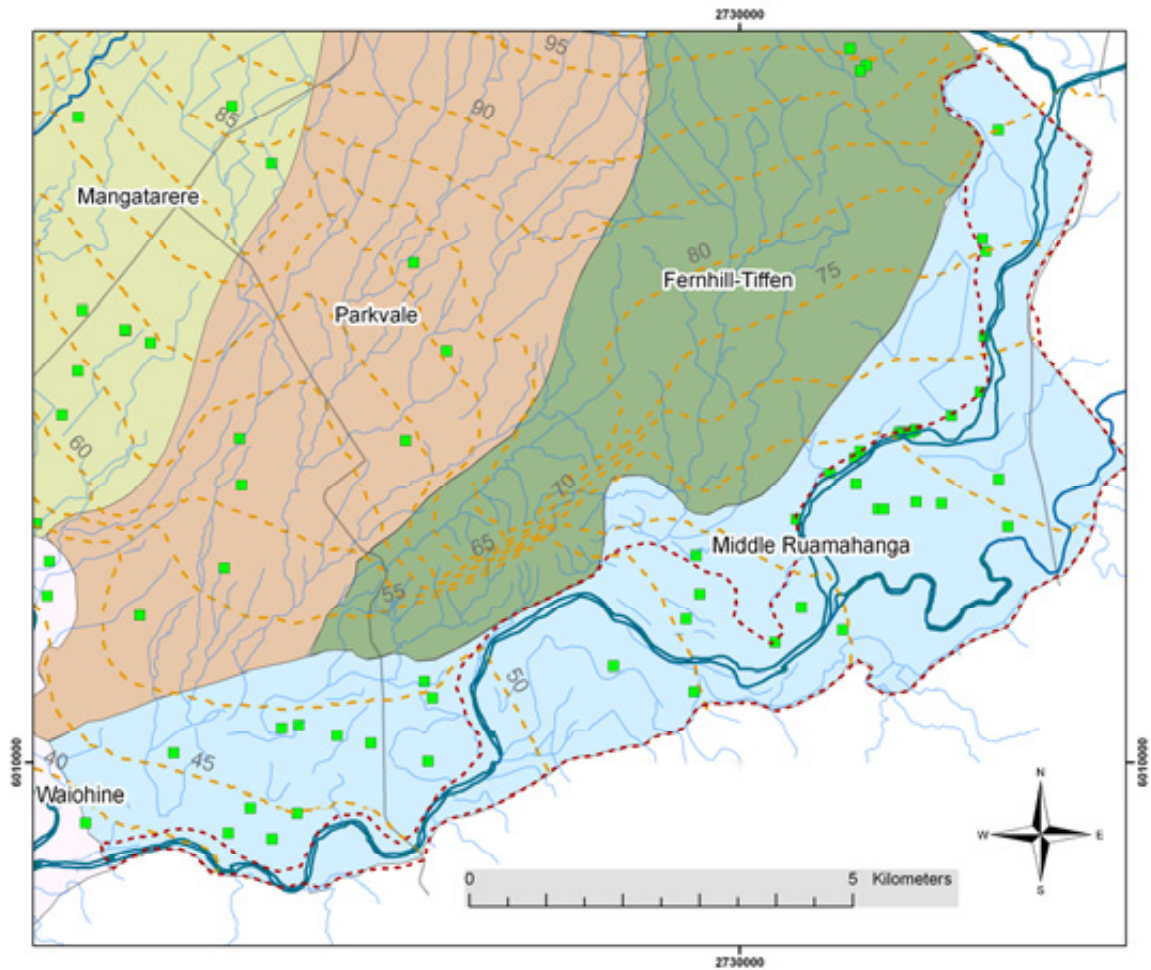 2730000
95
90
85
Mangatarere
80
Fernhill-Tiffen
75
Parkvale
60
70
65
Middle Ruamahanga
55
50
6010000
6010000
40
45
Waiohine
N
W
E
S
0
5 Kilometers
2730000